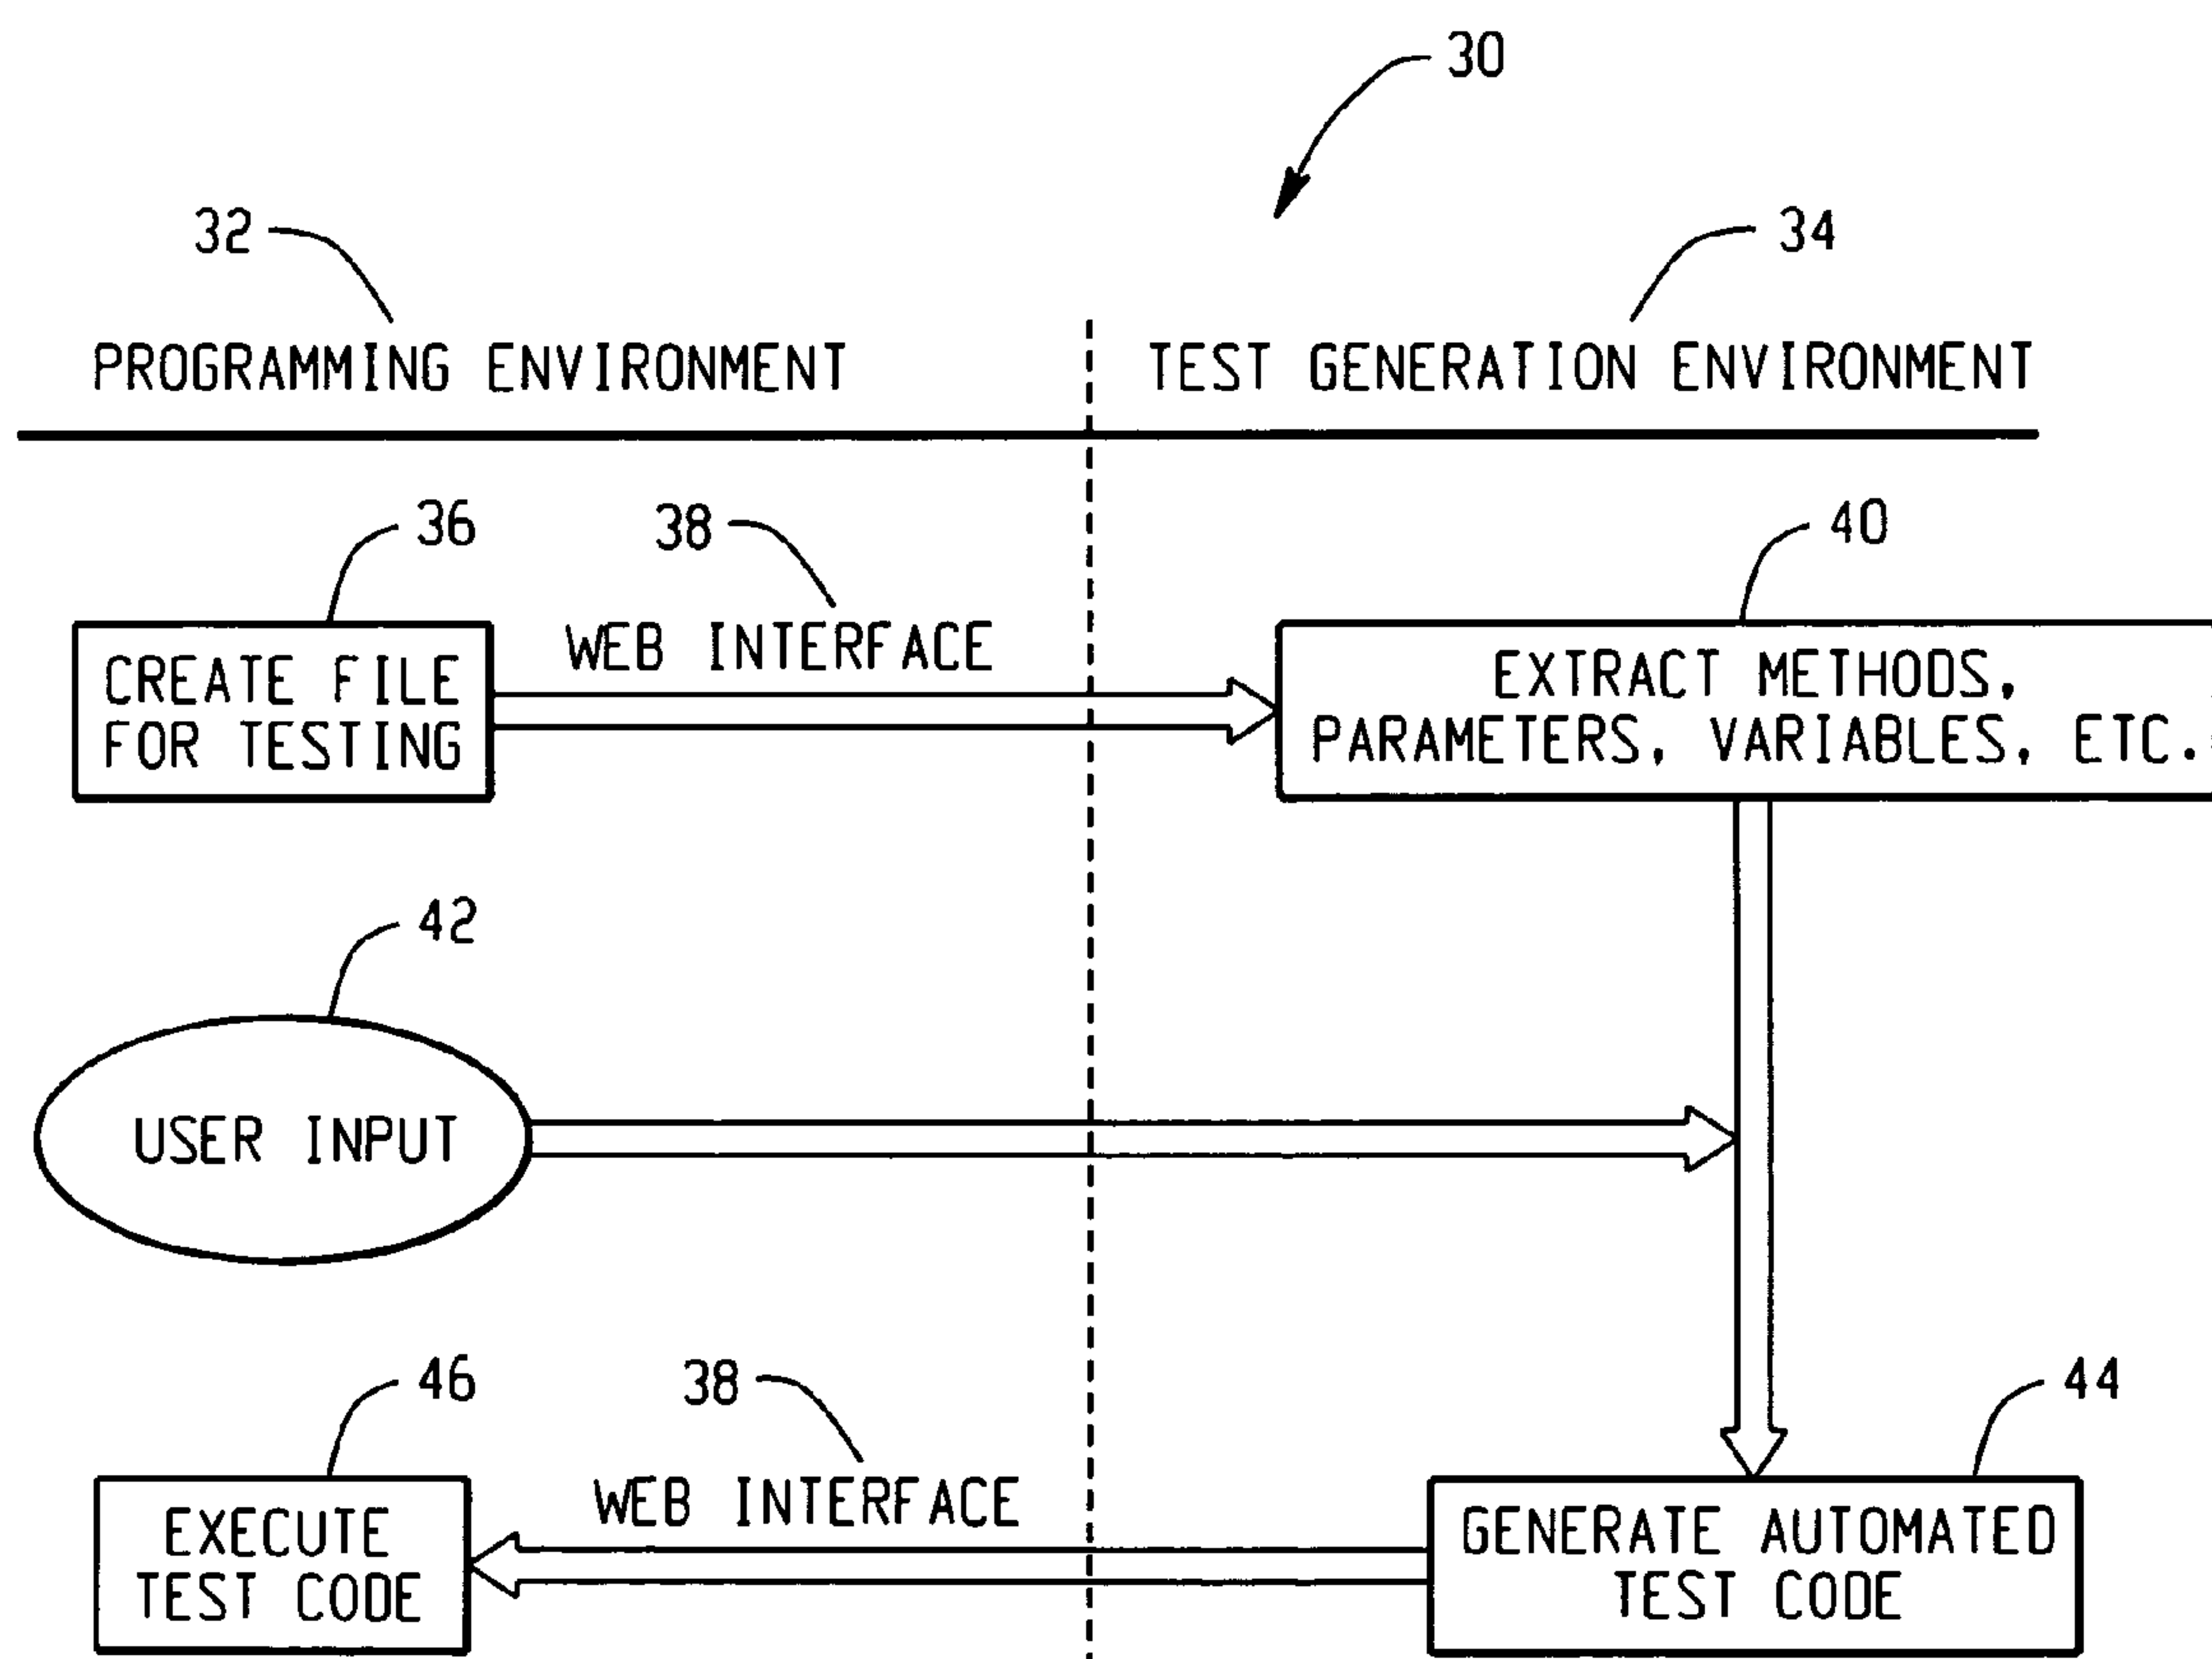 30
32
34
PROGRAMMING ENVIRONMENT
TEST GENERATION ENVIRONMENT
36
38
40
WEB INTERFACE
CREATE FILE
FOR TESTING
EXTRACT METHODS,
PARAMETERS, VARIABLES, ETC.
42
USER INPUT
46
38
44
WEB INTERFACE
EXECUTE
TEST CODE
GENERATE AUTOMATED
TEST CODE